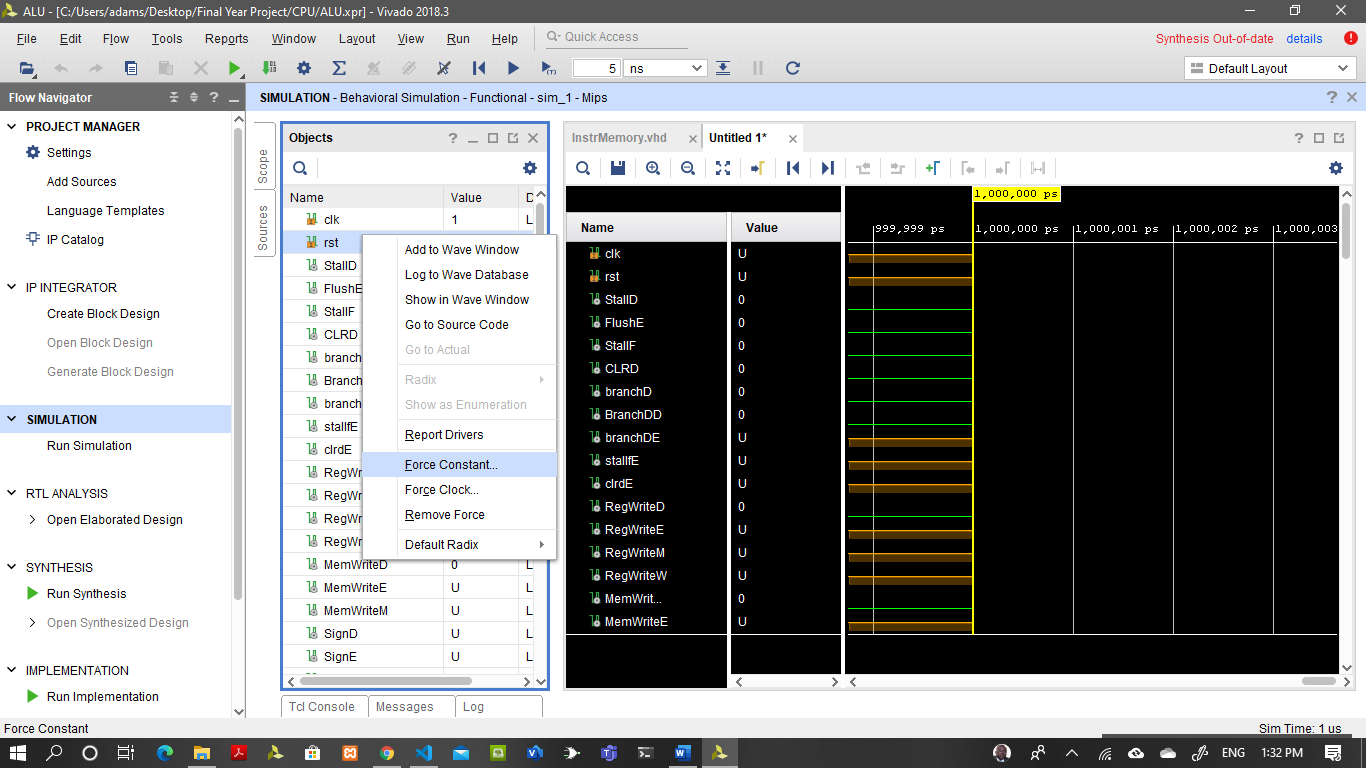 ALU - [C:/Users/adams/Desktop/Final Year Project/CPU/ALU.xpr] - Vivado 2018.3
File Edit Flow Tools Reports Window Layout View Run Help Quick Access Synthesis Out-of-date details
5 ns Default Layout
Flow Navigator
SIMULATION - Behavioral Simulation - Functional - sim_1 - Mips
PROJECT MANAGER
Settings
Add Sources
Language Templates
IP Catalog
IP INTEGRATOR
Create Block Design
Open Block Design
Generate Block Design
SIMULATION
Run Simulation
RTL ANALYSIS
Open Elaborated Design
SYNTHESIS
Run Synthesis
Open Synthesized Design
IMPLEMENTATION
Run Implementation
Scope
Sources
Objects
Name Value D
clk 1 L
rst
StallD
FlushE
StallF
CLRD
branch
Branch
branch
stallfE
clrdE
RegWr
RegWr
RegWr
RegWr
MemWriteD 0 L
MemWriteE U L
MemWriteM U L
SignD U L
SignE U L
Add to Wave Window
Log to Wave Database
Show in Wave Window
Go to Source Code
Go to Actual
Radix
Show as Enumeration
Report Drivers
Force Constant...
Force Clock...
Remove Force
Default Radix
Tcl Console Messages Log
InstrMemory.vhd Untitled 1*
1,000,000 ps
999,999 ps 1,000,000 ps 1,000,001 ps 1,000,002 ps 1,000,003
Name Value
clk U
rst U
StallD 0
FlushE 0
StallF 0
CLRD 0
branchD 0
BranchDD 0
branchDE U
stallfE U
clrdE U
RegWriteD 0
RegWriteE U
RegWriteM U
RegWriteW U
MemWrit... 0
MemWriteE U
Force Constant Sim Time: 1 us
ENG 1:32 PM